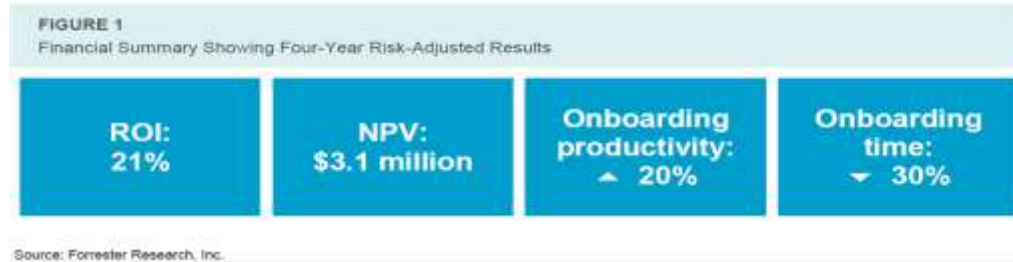 FIGURE 1
Financial Summary Showing Four-Year Risk-Adjusted Results
ROI:
21%
NPV:
$3.1 million
Onboarding
productivity:
▲ 20%
Onboarding
time:
▼ 30%
Source: Forrester Research, Inc.